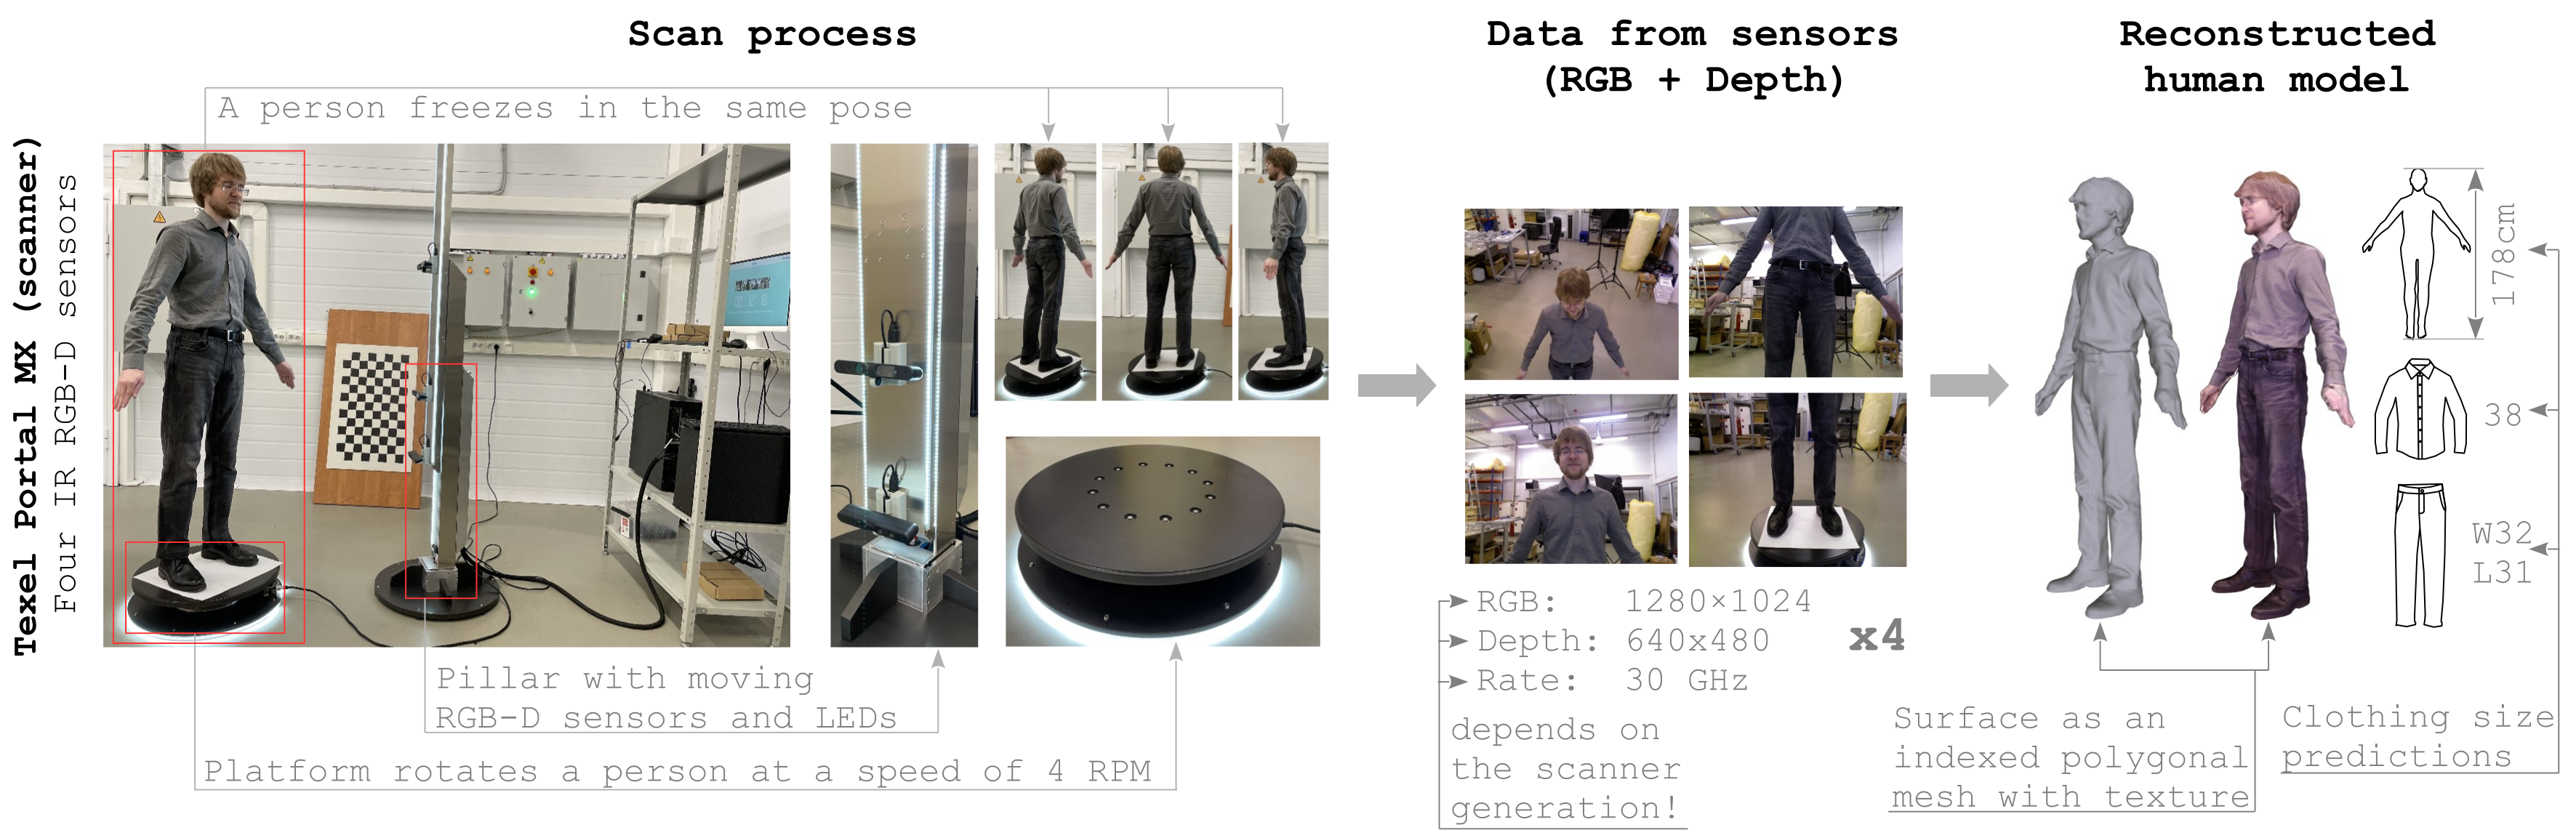 Scan process
Data from sensors
(RGB + Depth)
Reconstructed
human model
Texel Portal MX (scanner)
Four IR RGB-D sensors
A person freezes in the same pose
Pillar with moving
RGB-D sensors and LEDs
Platform rotates a person at a speed of 4 RPM
RGB: 1280×1024
Depth: 640x480
Rate: 30 GHz
x4
depends on
the scanner
generation!
178cm
38
W32
L31
Surface as an
indexed polygonal
mesh with texture
Clothing size
predictions